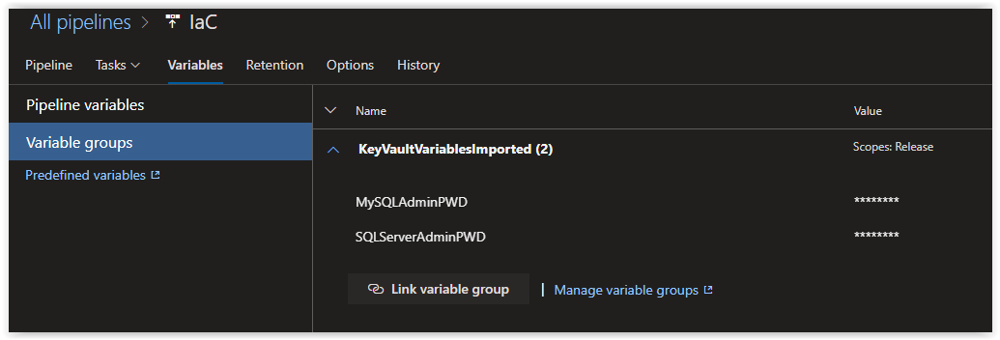 All pipelines > IaC
Pipeline Tasks Variables Retention Options History
Pipeline variables
Variable groups
Predefined variables
Name Value
KeyVaultVariablesImported (2) Scopes: Release
MySQLAdminPWD ********
SQLServerAdminPWD ********
Link variable group | Manage variable groups